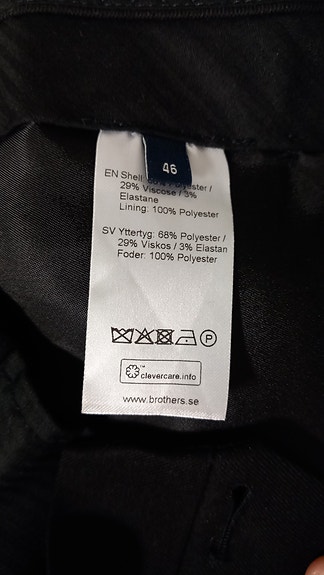 46
EN Shell: 68% Polyester /
29% Viscose / 3%
Elastane
Lining: 100% Polyester
SV Yttertyg: 68% Polyester /
29% Viskos / 3% Elastan
Foder: 100% Polyester
P
clevercare.info
www.brothers.se